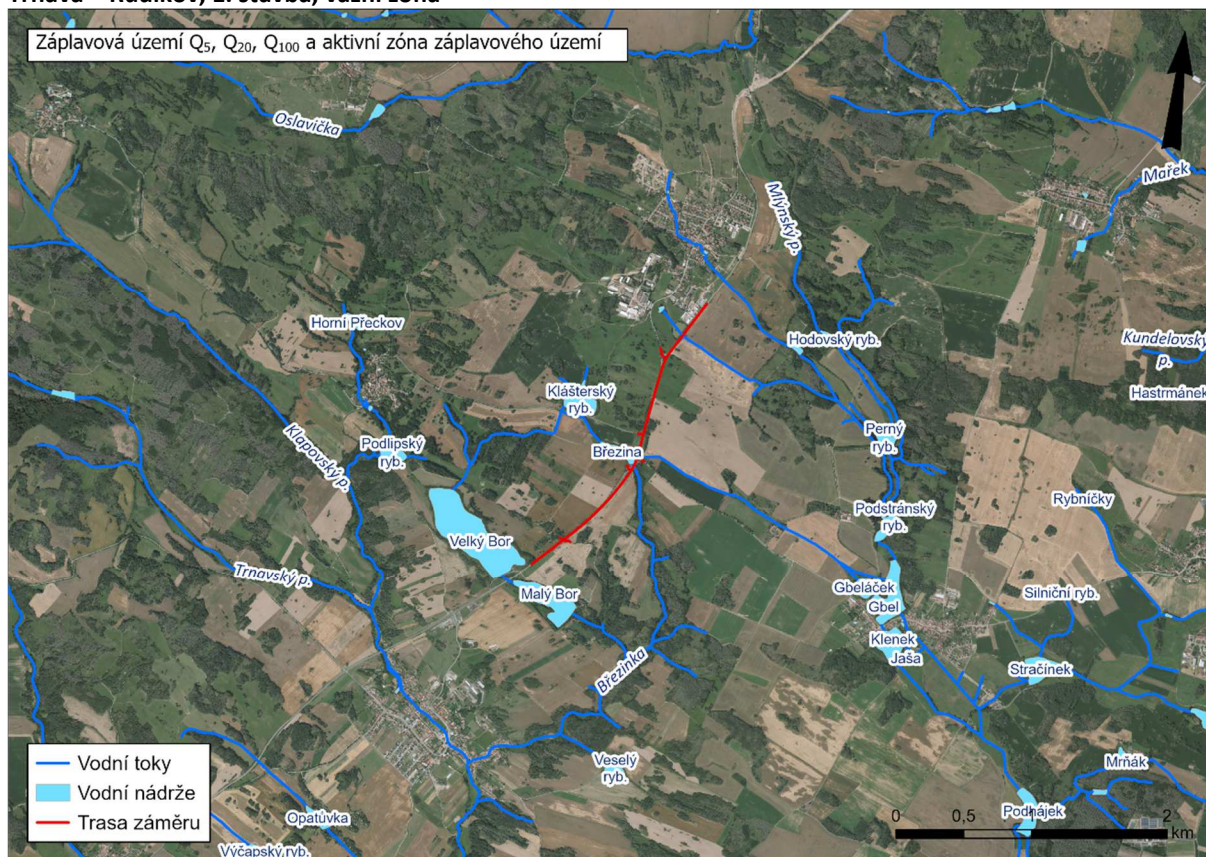 Záplavová území Q5, Q20, Q100 a aktivní zóna záplavového území
Oslavička
Mařek
Mlýnský p.
Horní Přeckov
Hodovský ryb.
Kundelovský
p.
Hastrmánek
Klášterský
ryb.
Klapovský p.
Podlipský
ryb.
Březina
Perný
ryb.
Rybníčky
Podstránský
ryb.
Velký Bor
Trnavský p.
Malý Bor
Gbeláček
Gbel
Silniční ryb.
Klenek
Jaša
Stračínek
Březinka
Veselý
ryb.
Mrňák
Opatůvka
Podhájek
Výčapský ryb.
Vodní toky
Vodní nádrže
Trasa záměru
0 0,5 1 2
km